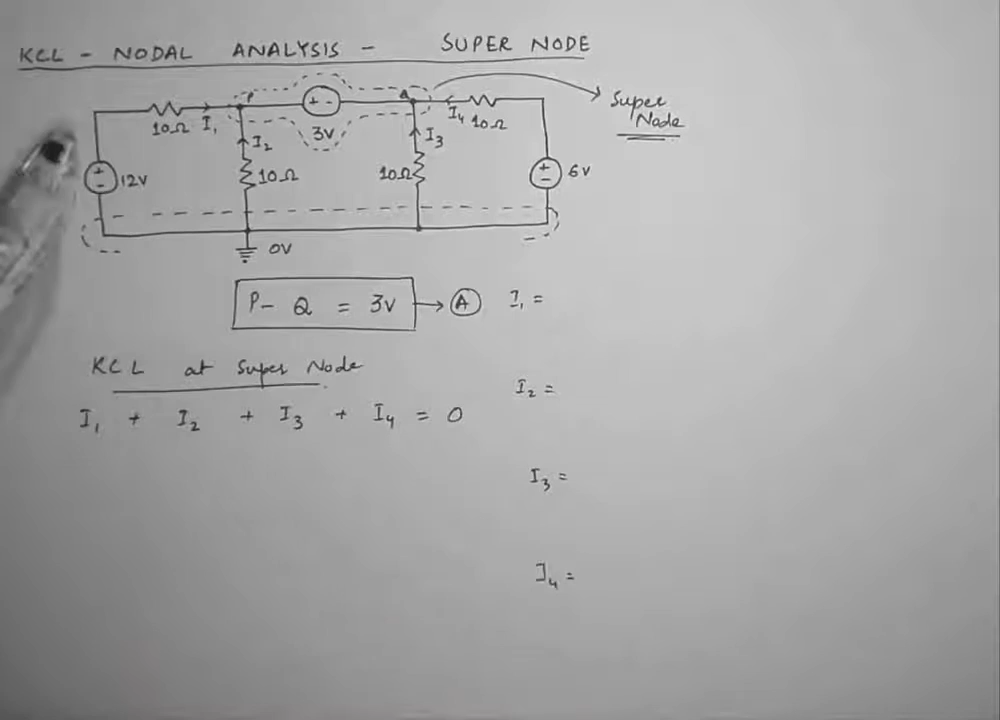 KCL - NODAL ANALYSIS - SUPER NODE
P + - Q
Super
Node
10Ω I₁ 3V I₄ 10Ω
I₂ I₃
+ - 12V 10Ω 10Ω + - 6V
0V
P - Q = 3V → A I₁ =
KCL at Super Node
I₂ =
I₁ + I₂ + I₃ + I₄ = 0
I₃ =
I₄ =